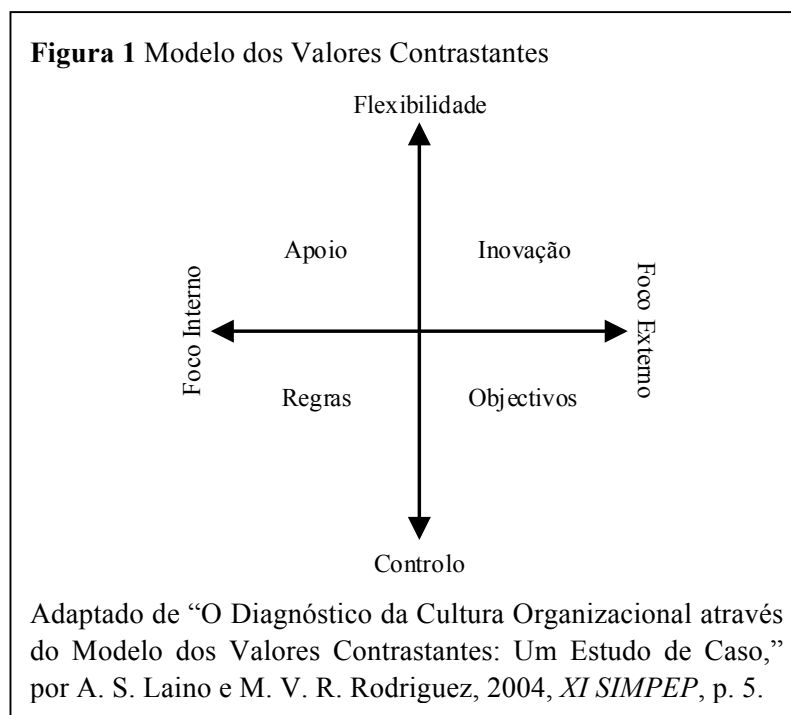 Figura 1 Modelo dos Valores Contrastantes
Flexibilidade
Apoio
Inovação
Foco Interno
Foco Externo
Regras
Objectivos
Controlo
Adaptado de “O Diagnóstico da Cultura Organizacional através
do Modelo dos Valores Contrastantes: Um Estudo de Caso,”
por A. S. Laino e M. V. R. Rodriguez, 2004, XI SIMPEP, p. 5.